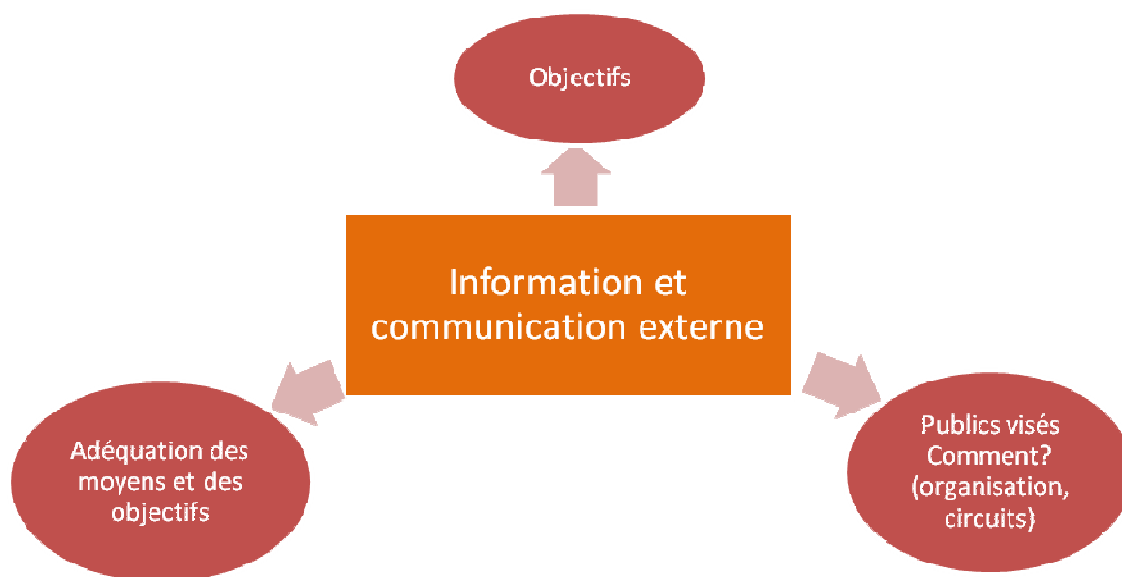 Objectifs
Information et
communication externe
Adéquation des
moyens et des
objectifs
Publics visés
Comment?
(organisation,
circuits)